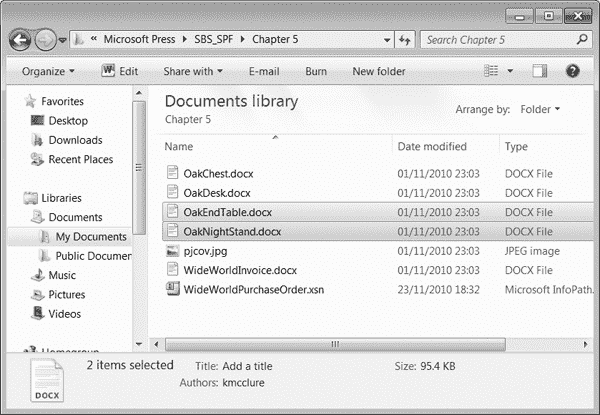 « Microsoft Press ▸ SBS_SPF ▸ Chapter 5
Search Chapter 5
Organize ▾ Edit Share with ▾ E-mail Burn New folder
Favorites
Desktop
Downloads
Recent Places
Libraries
Documents
My Documents
Public Documen
Music
Pictures
Videos
Documents library
Chapter 5
Arrange by: Folder ▾
Name Date modified Type
OakChest.docx 01/11/2010 23:03 DOCX File
OakDesk.docx 01/11/2010 23:03 DOCX File
OakEndTable.docx 01/11/2010 23:03 DOCX File
OakNightStand.docx 01/11/2010 23:03 DOCX File
pjcov.jpg 01/11/2010 23:03 JPEG image
WideWorldInvoice.docx 01/11/2010 23:03 DOCX File
WideWorldPurchaseOrder.xsn 23/11/2010 18:32 Microsoft InfoPath.
DOCX
2 items selected Title: Add a title Size: 95.4 KB
Authors: kmcclure